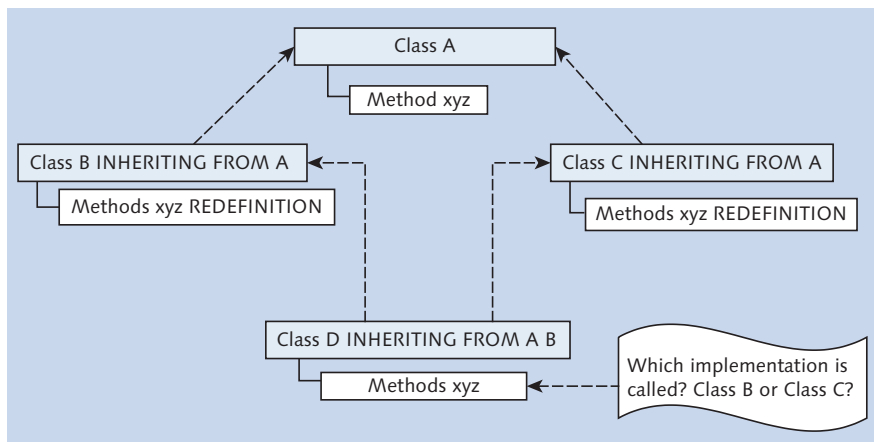 Class A
Method xyz
Class B INHERITING FROM A
Methods xyz REDEFINITION
Class C INHERITING FROM A
Methods xyz REDEFINITION
Class D INHERITING FROM A B
Methods xyz
Which implementation is
called? Class B or Class C?